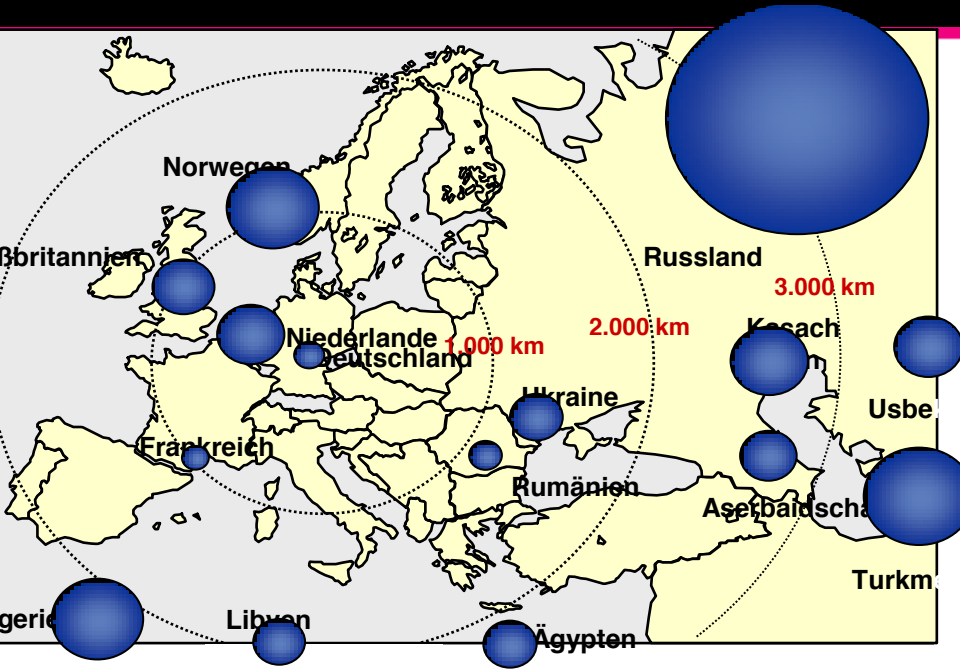 Norwegen
ßbritannien
Russland
3.000 km
2.000 km
Kasach
n
Niederlande
1.000 km
Deutschland
Ukraine
Usbe
Frankreich
Rumänien
Aserbaidscha
Turkm
gerie
Libyen
Ägypten